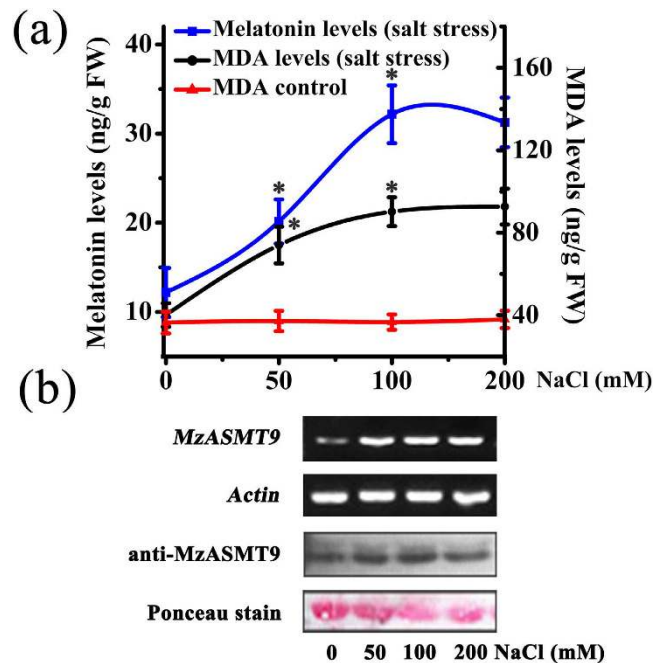 (a)
Melatonin levels (salt stress)
MDA levels (salt stress)
MDA control
Melatonin levels (ng/g FW)
40
30
20
10
MDA levels (ng/g FW)
160
120
80
40
* * * *
0 50 100 200 NaCl (mM)
(b)
MzASMT9
Actin
anti-MzASMT9
Ponceau stain
0 50 100 200 NaCl (mM)